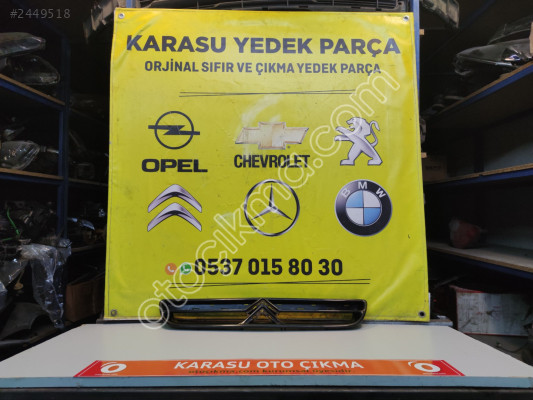 #2449518
KARASU YEDEK PARÇA
ORJİNAL SIFIR VE ÇIKMA YEDEK PARÇA
OPEL
CHEVROLET
BMW
otocikma.com
0537 015 80 30
KARASU OTO ÇIKMA